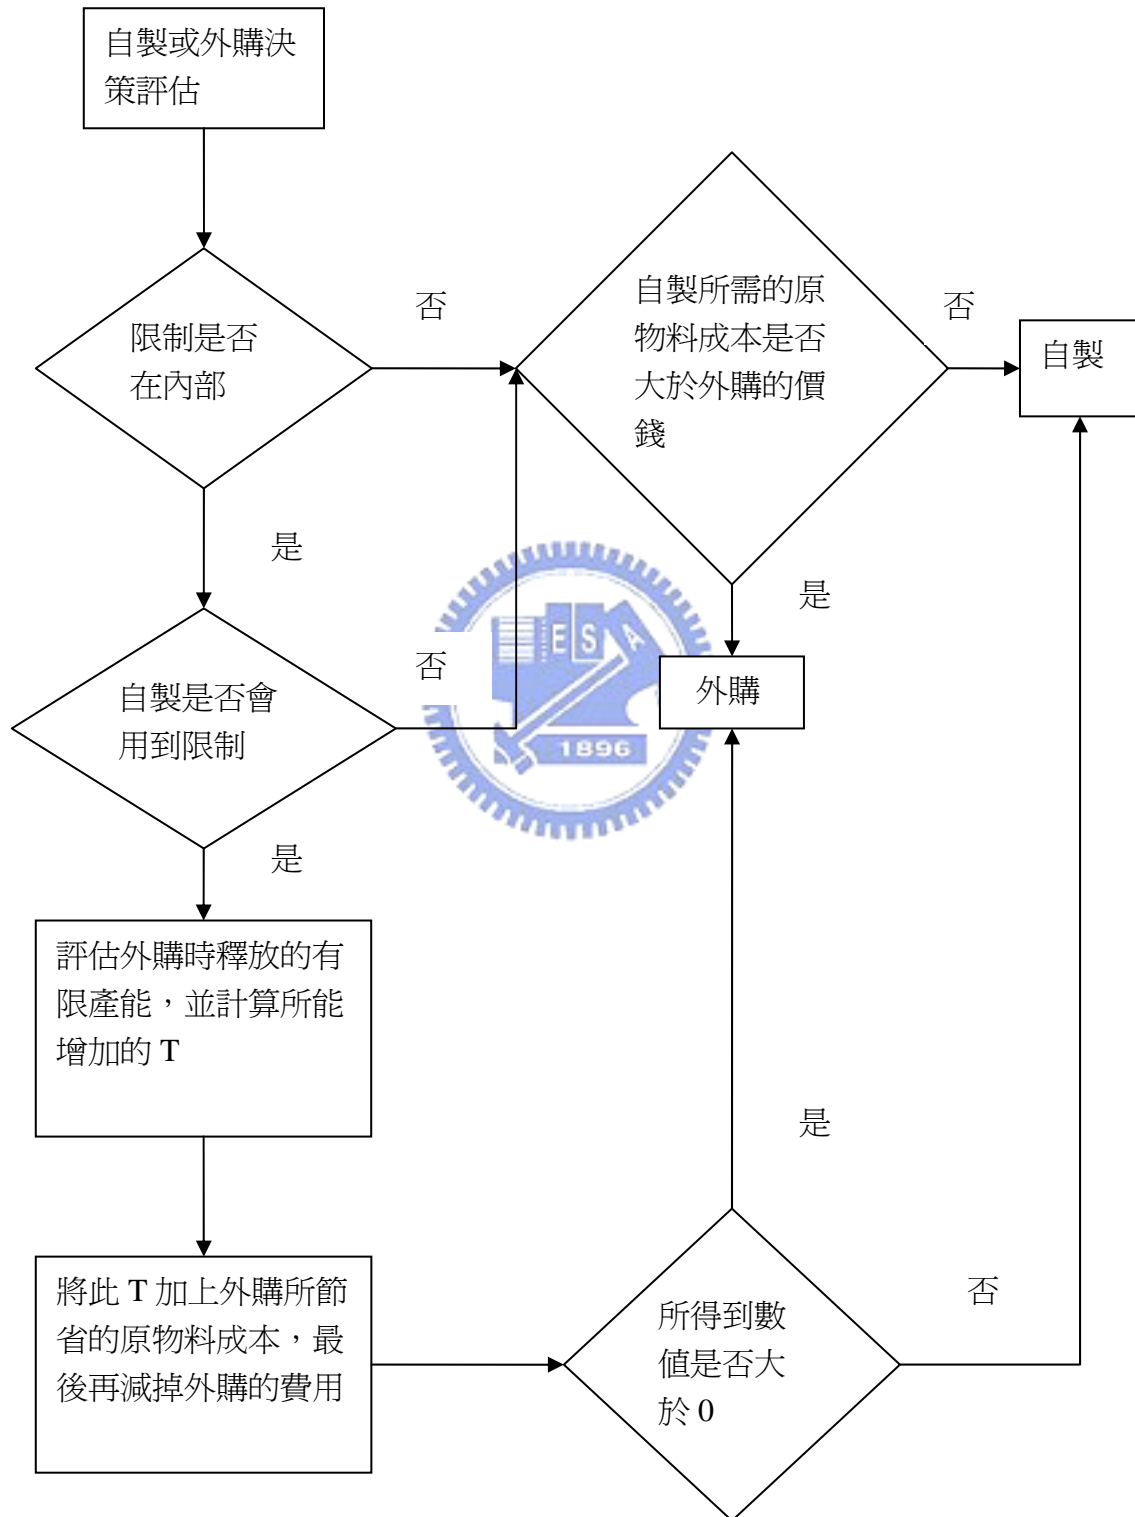 自製或外購決
策評估
限制是否
在內部
否
自製所需的原
物料成本是否
大於外購的價
錢
否
自製
是
是
自製是否會
用到限制
否
外購
ESA
1896
是
評估外購時釋放的有
限產能，並計算所能
增加的 T
是
將此 T 加上外購所節
省的原物料成本，最
後再減掉外購的費用
所得到數
值是否大
於 0
否